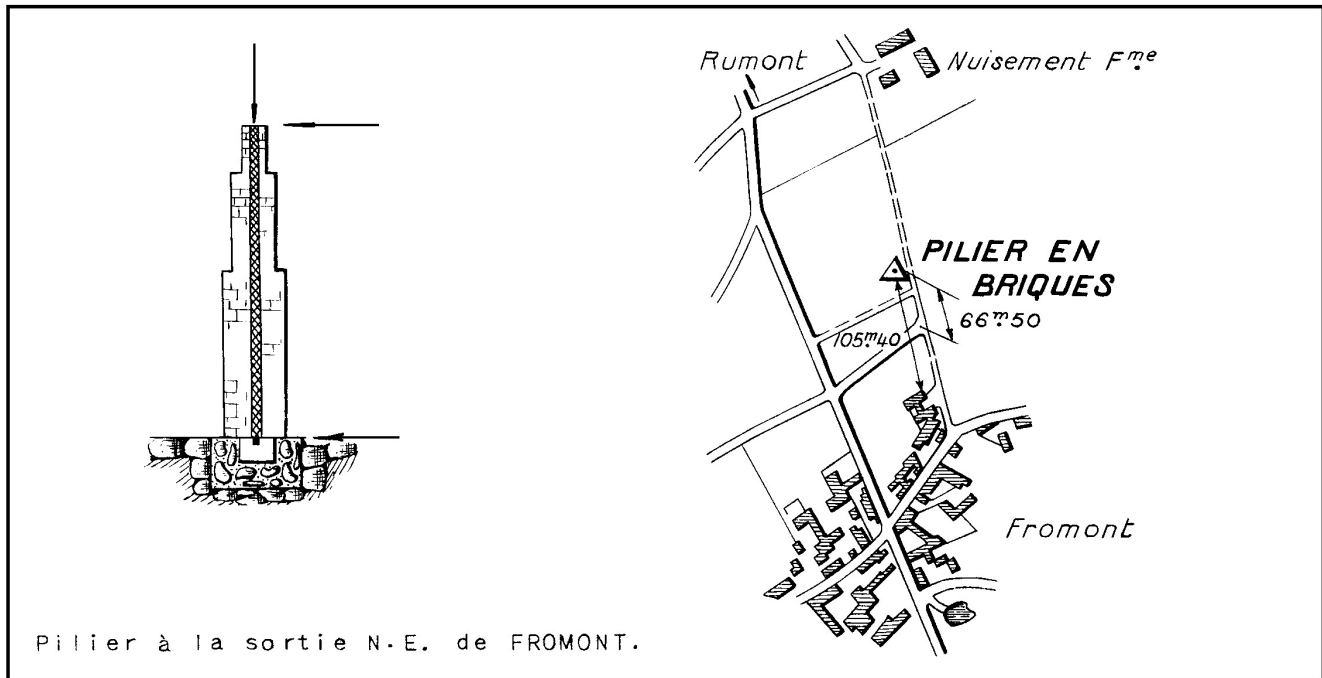 Rumont
Nuisement Fme
PILIER EN
BRIQUES
66m50
105m40
Fromont
Pilier à la sortie N.E. de FROMONT.